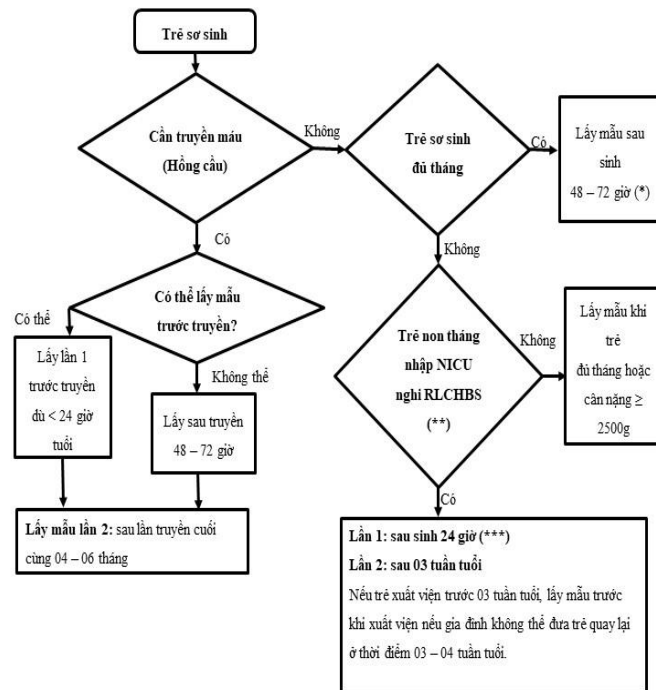 Trẻ sơ sinh
Cần truyền máu
(Hồng cầu)
Không
Trẻ sơ sinh
đủ tháng
Có
Lấy mẫu sau
sinh
48 – 72 giờ (*)
Có
Không
Có thể lấy mẫu
trước truyền?
Có thể
Không thể
Lấy lần 1
trước truyền
dù < 24 giờ
tuổi
Lấy sau truyền
48 – 72 giờ
Trẻ non tháng
nhập NICU
nghi RLCHBS
(**)
Không
Lấy mẫu khi
trẻ
đủ tháng hoặc
cân nặng ≥
2500g
Có
Lấy mẫu lần 2: sau lần truyền cuối
cùng 04 – 06 tháng
Lần 1: sau sinh 24 giờ (***)
Lần 2: sau 03 tuần tuổi
Nếu trẻ xuất viện trước 03 tuần tuổi, lấy mẫu trước
khi xuất viện nếu gia đình không thể đưa trẻ quay lại
ở thời điểm 03 – 04 tuần tuổi.